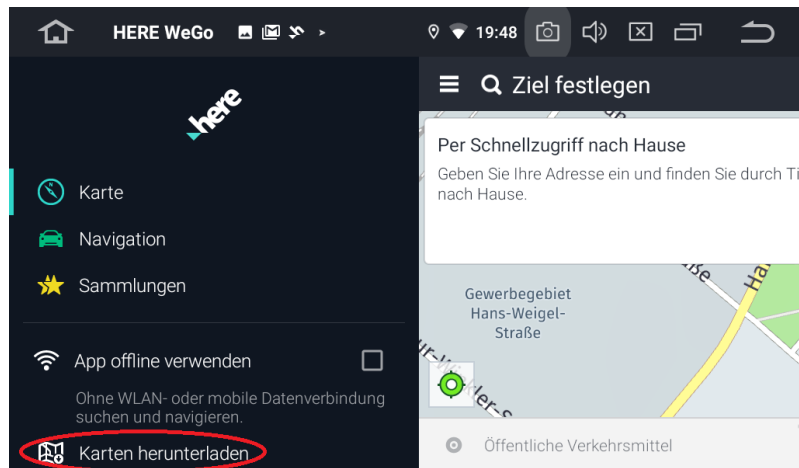 HERE WeGo
19:48
here
Karte
Navigation
Sammlungen
App offline verwenden
Ohne WLAN- oder mobile Datenverbindung
suchen und navigieren.
Karten herunterladen
Ziel festlegen
Per Schnellzugriff nach Hause
Geben Sie Ihre Adresse ein und finden Sie durch
nach Hause.
Gewerbegebiet
Hans-Weigel-
Straße
Öffentliche Verkehrsmittel